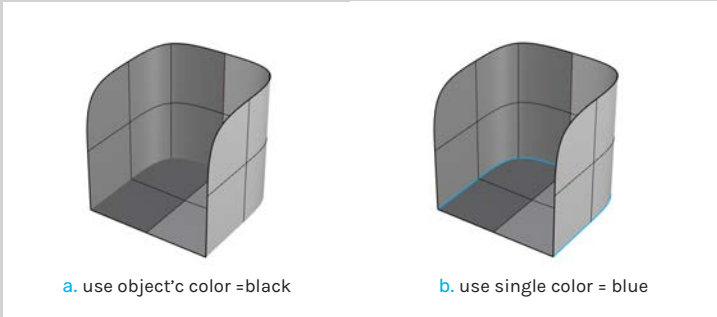 a. use object'c color =black
b. use single color = blue